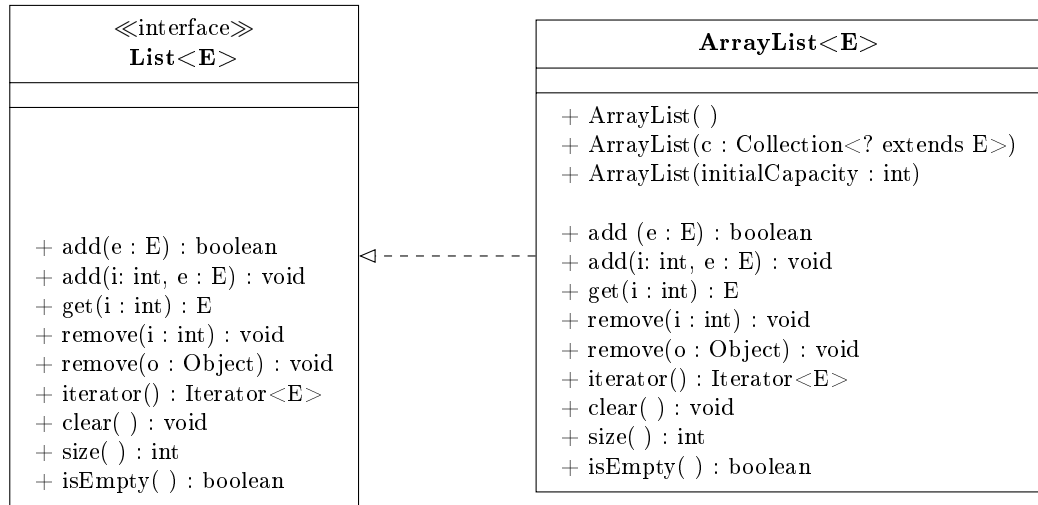 ≪interface≫
List<E>
+ add(e : E) : boolean
+ add(i: int, e : E) : void
+ get(i : int) : E
+ remove(i : int) : void
+ remove(o : Object) : void
+ iterator() : Iterator<E>
+ clear( ) : void
+ size( ) : int
+ isEmpty( ) : boolean
ArrayList<E>
+ ArrayList( )
+ ArrayList(c : Collection<? extends E>)
+ ArrayList(initialCapacity : int)
+ add (e : E) : boolean
+ add(i: int, e : E) : void
+ get(i : int) : E
+ remove(i : int) : void
+ remove(o : Object) : void
+ iterator() : Iterator<E>
+ clear( ) : void
+ size( ) : int
+ isEmpty( ) : boolean